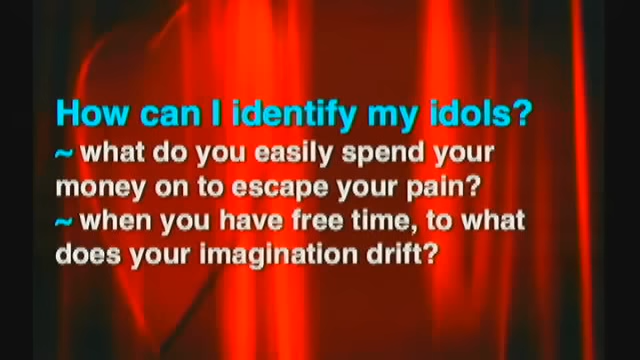 How can I identify my idols?
~ what do you easily spend your
money on to escape your pain?
~ when you have free time, to what
does your imagination drift?